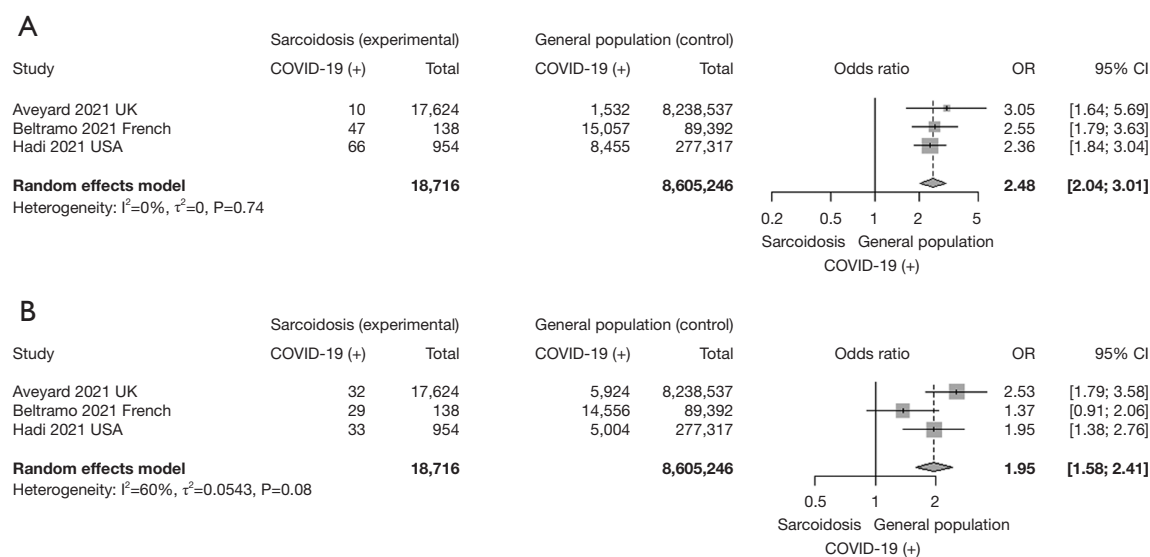 A
Sarcoidosis (experimental) General population (control)
Study COVID-19 (+) Total COVID-19 (+) Total Odds ratio OR 95% CI
Aveyard 2021 UK 10 17,624 1,532 8,238,537 3.05 [1.64; 5.69]
Beltramo 2021 French 47 138 15,057 89,392 2.55 [1.79; 3.63]
Hadi 2021 USA 66 954 8,455 277,317 2.36 [1.84; 3.04]
Random effects model 18,716 8,605,246 2.48 [2.04; 3.01]
Heterogeneity: I²=0%, τ²=0, P=0.74
0.2 0.5 1 2 5
Sarcoidosis General population
COVID-19 (+)
B
Sarcoidosis (experimental) General population (control)
Study COVID-19 (+) Total COVID-19 (+) Total Odds ratio OR 95% CI
Aveyard 2021 UK 32 17,624 5,924 8,238,537 2.53 [1.79; 3.58]
Beltramo 2021 French 29 138 14,556 89,392 1.37 [0.91; 2.06]
Hadi 2021 USA 33 954 5,004 277,317 1.95 [1.38; 2.76]
Random effects model 18,716 8,605,246 1.95 [1.58; 2.41]
Heterogeneity: I²=60%, τ²=0.0543, P=0.08
0.5 1 2
Sarcoidosis General population
COVID-19 (+)